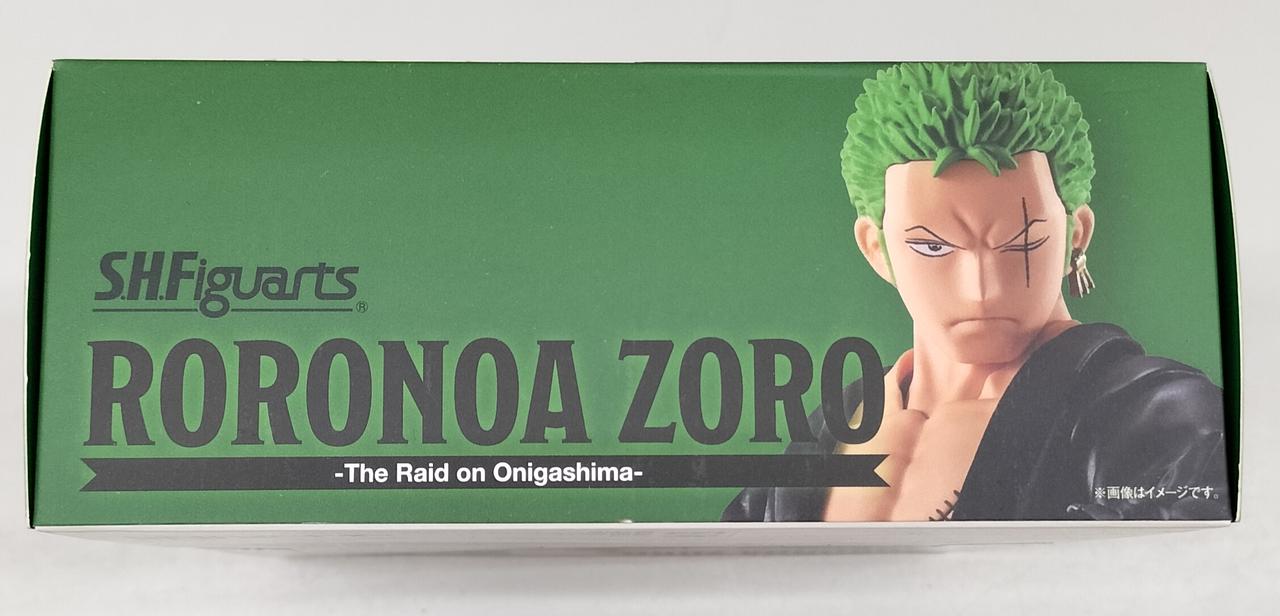 S.H.Figuarts®
RORONOA ZORO
-The Raid on Onigashima-
※画像はイメージです。